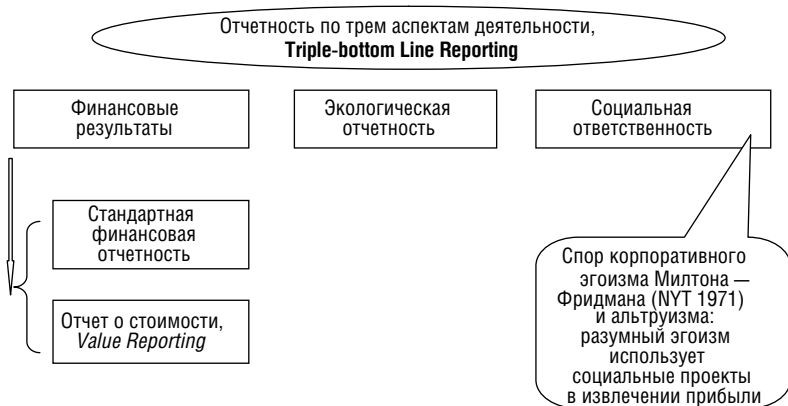 Отчетность по трем аспектам деятельности,
Triple-bottom Line Reporting
Финансовые
результаты
Экологическая
отчетность
Социальная
ответственность
Стандартная
финансовая
отчетность
Отчет о стоимости,
Value Reporting
Спор корпоративного
эгоизма Милтона —
Фридмана (NYT 1971)
и альтруизма:
разумный эгоизм
использует
социальные проекты
в извлечении прибыли